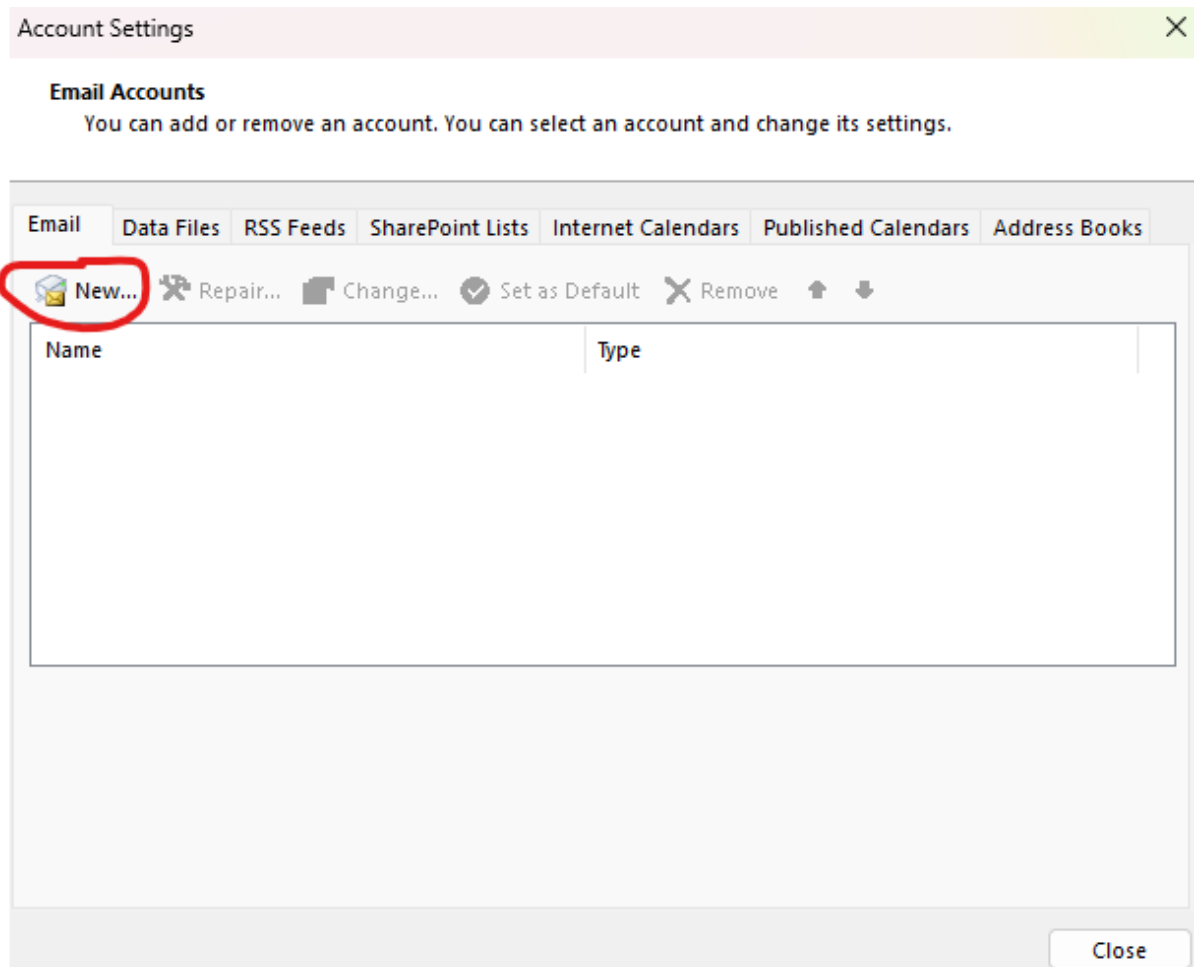 Account Settings
Email Accounts
You can add or remove an account. You can select an account and change its settings.
Email Data Files RSS Feeds SharePoint Lists Internet Calendars Published Calendars Address Books
New... Repair... Change... Set as Default Remove
Name Type
Close